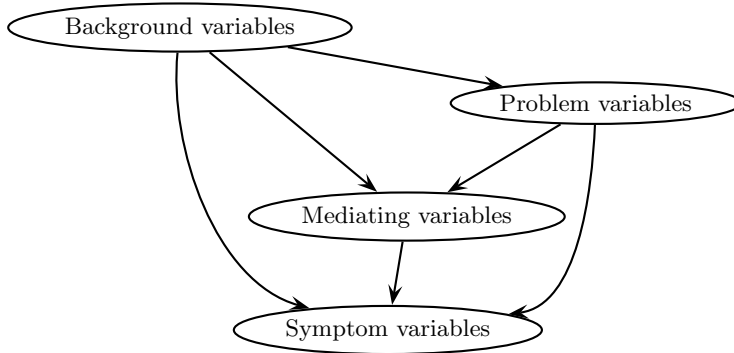 Background variables
Problem variables
Mediating variables
Symptom variables